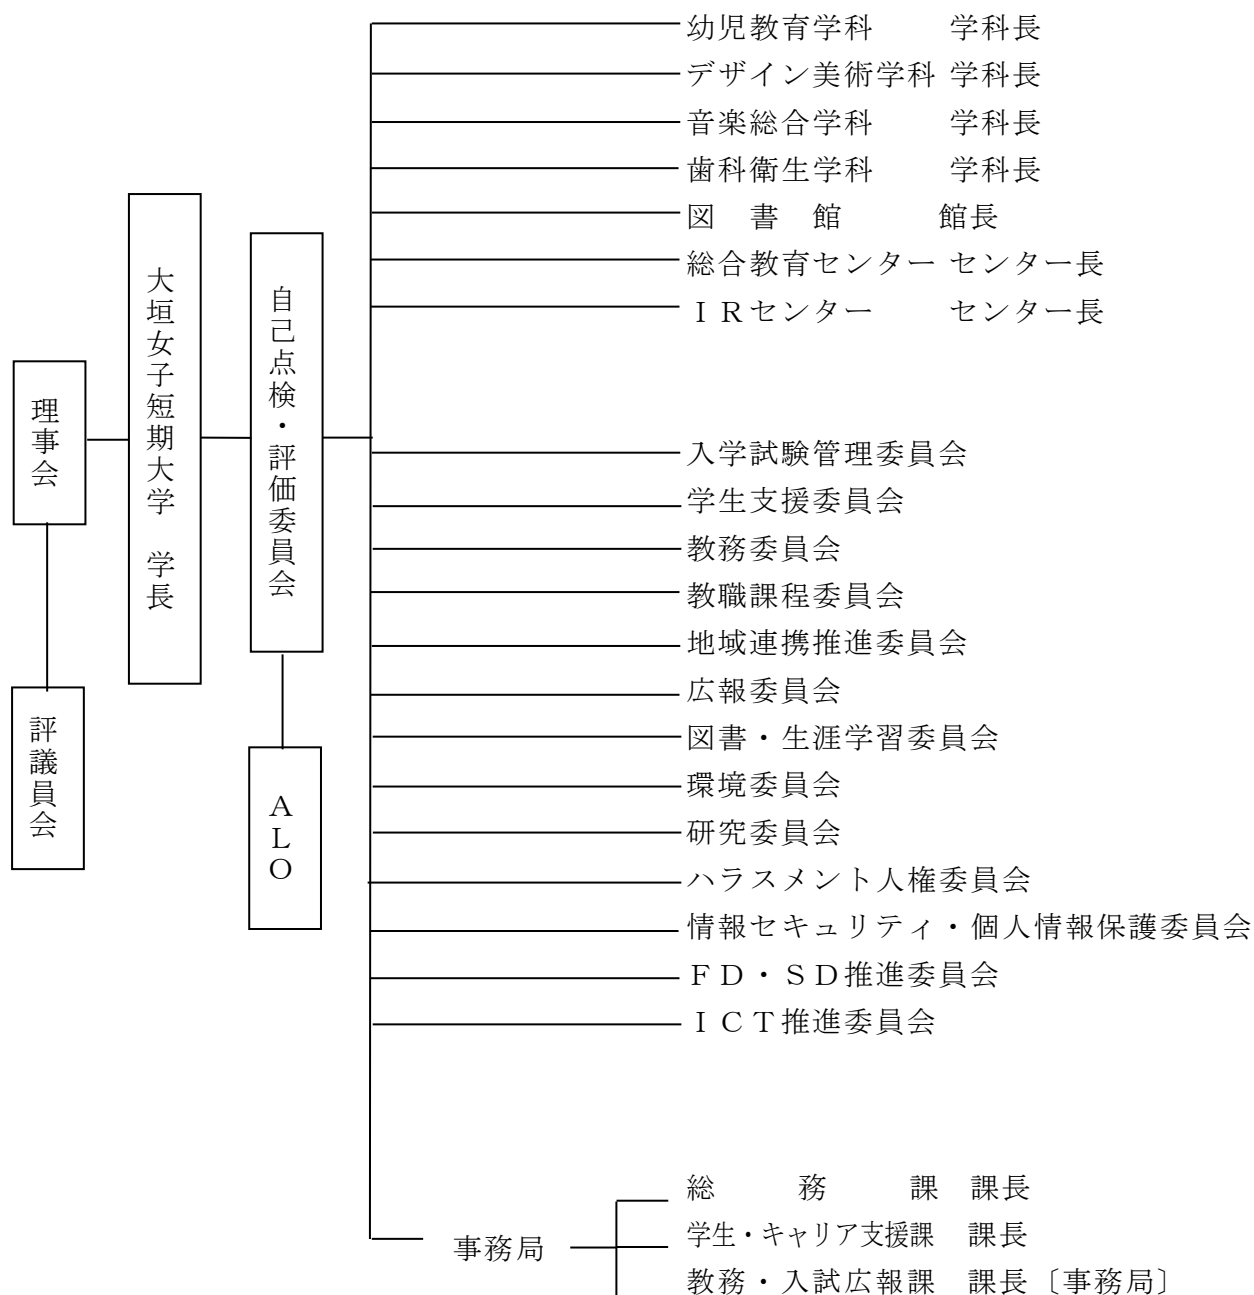 理事会
評議員会
大垣女子短期大学　学長
自己点検・評価委員会
ＡＬＯ
幼児教育学科　学科長
デザイン美術学科　学科長
音楽総合学科　学科長
歯科衛生学科　学科長
図　書　館　館長
総合教育センター　センター長
ＩＲセンター　センター長
入学試験管理委員会
学生支援委員会
教務委員会
教職課程委員会
地域連携推進委員会
広報委員会
図書・生涯学習委員会
環境委員会
研究委員会
ハラスメント人権委員会
情報セキュリティ・個人情報保護委員会
ＦＤ・ＳＤ推進委員会
ＩＣＴ推進委員会
事務局
総　務　課　課長
学生・キャリア支援課　課長
教務・入試広報課　課長〔事務局〕